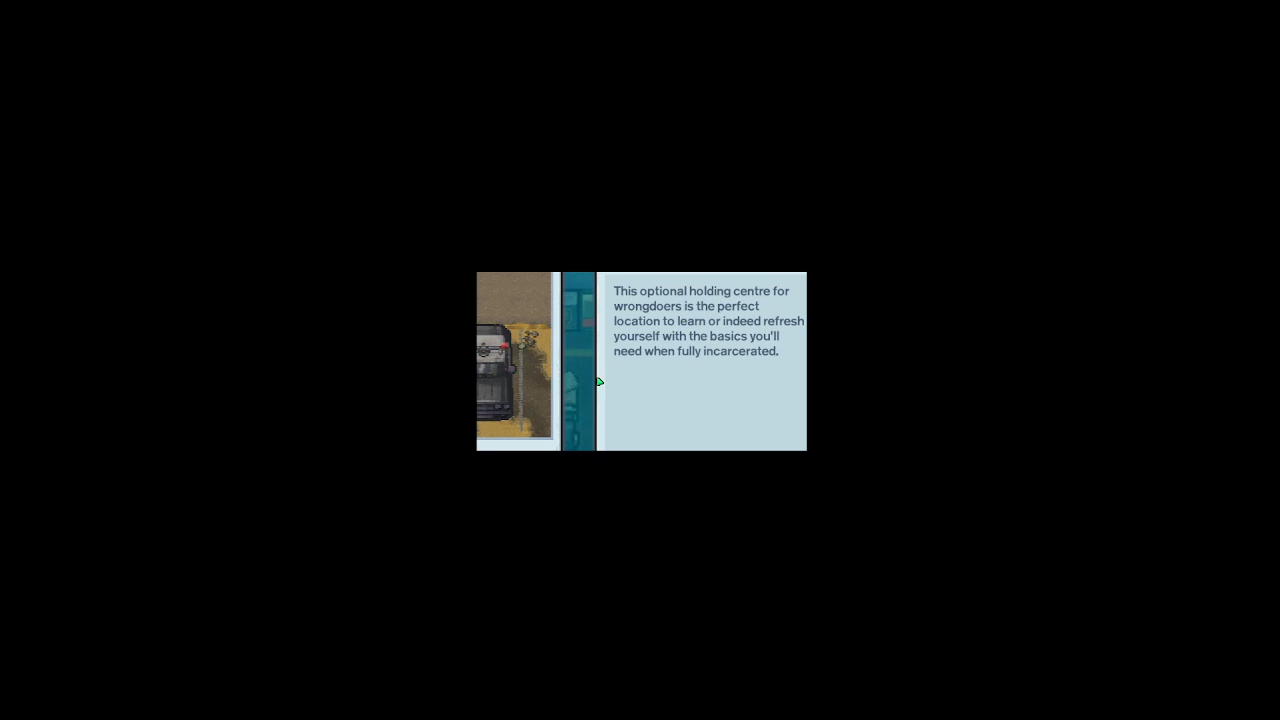 This optional holding centre for
wrongdoers is the perfect
location to learn or indeed refresh
yourself with the basics you'll
need when fully incarcerated.